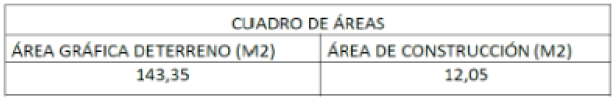 CUADRO DE ÁREAS
ÁREA GRÁFICA DETERRENO (M2) ÁREA DE CONSTRUCCIÓN (M2)
143,35 12,05